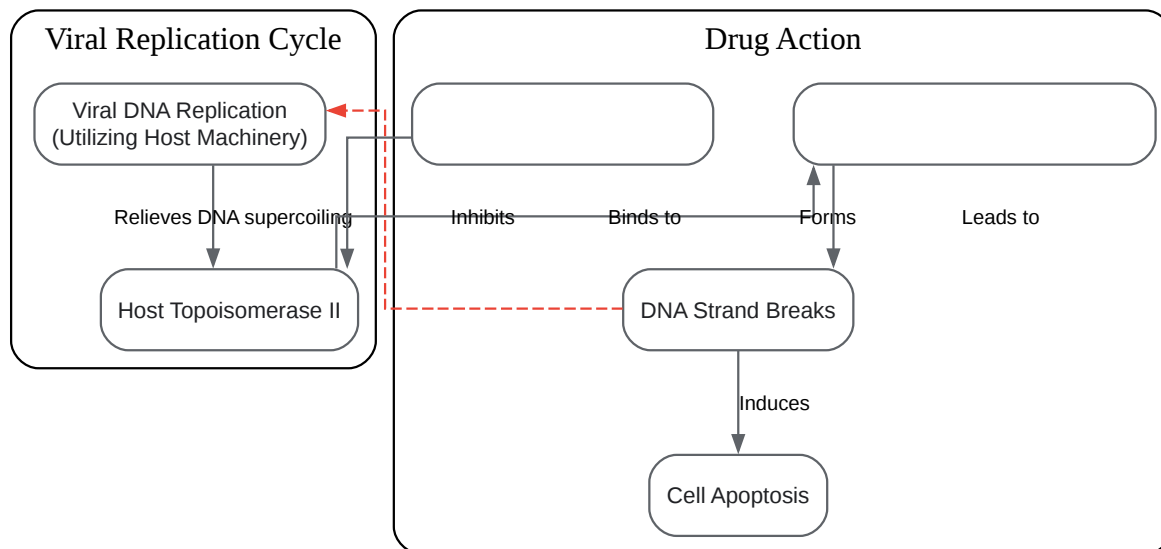 Viral Replication Cycle
Drug Action
Viral DNA Replication
(Utilizing Host Machinery)
Relieves DNA supercoiling
Inhibits
Binds to
Forms
Leads to
Host Topoisomerase II
DNA Strand Breaks
Induces
Cell Apoptosis